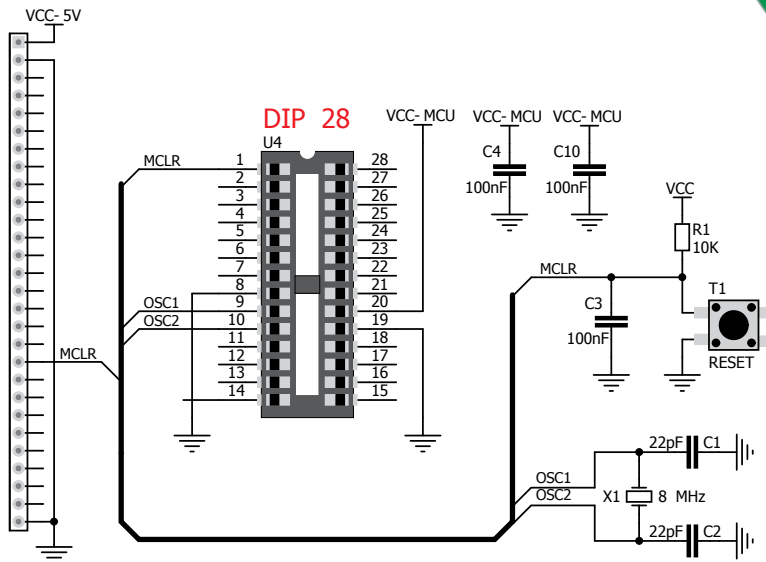 VCC- 5V
DIP 28
U4
MCLR
1
2
3
4
5
6
7
8
9
10
11
12
13
14
28
27
26
25
24
23
22
21
20
19
18
17
16
15
OSC1
OSC2
MCLR
VCC- MCU
VCC- MCU
C4
100nF
VCC- MCU
C10
100nF
VCC
R1
10K
MCLR
C3
100nF
T1
RESET
OSC1
OSC2
X1
8 MHz
22pF
C1
22pF
C2